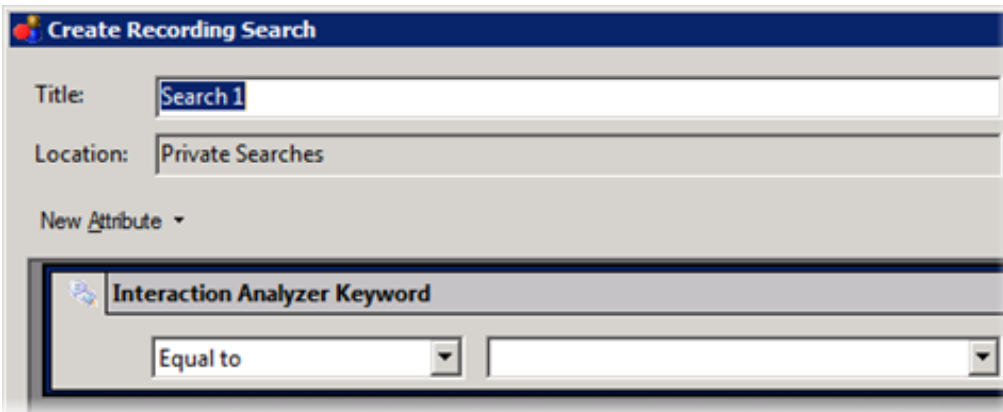 Create Recording Search
Title: Search 1
Location: Private Searches
New Attribute
Interaction Analyzer Keyword
Equal to